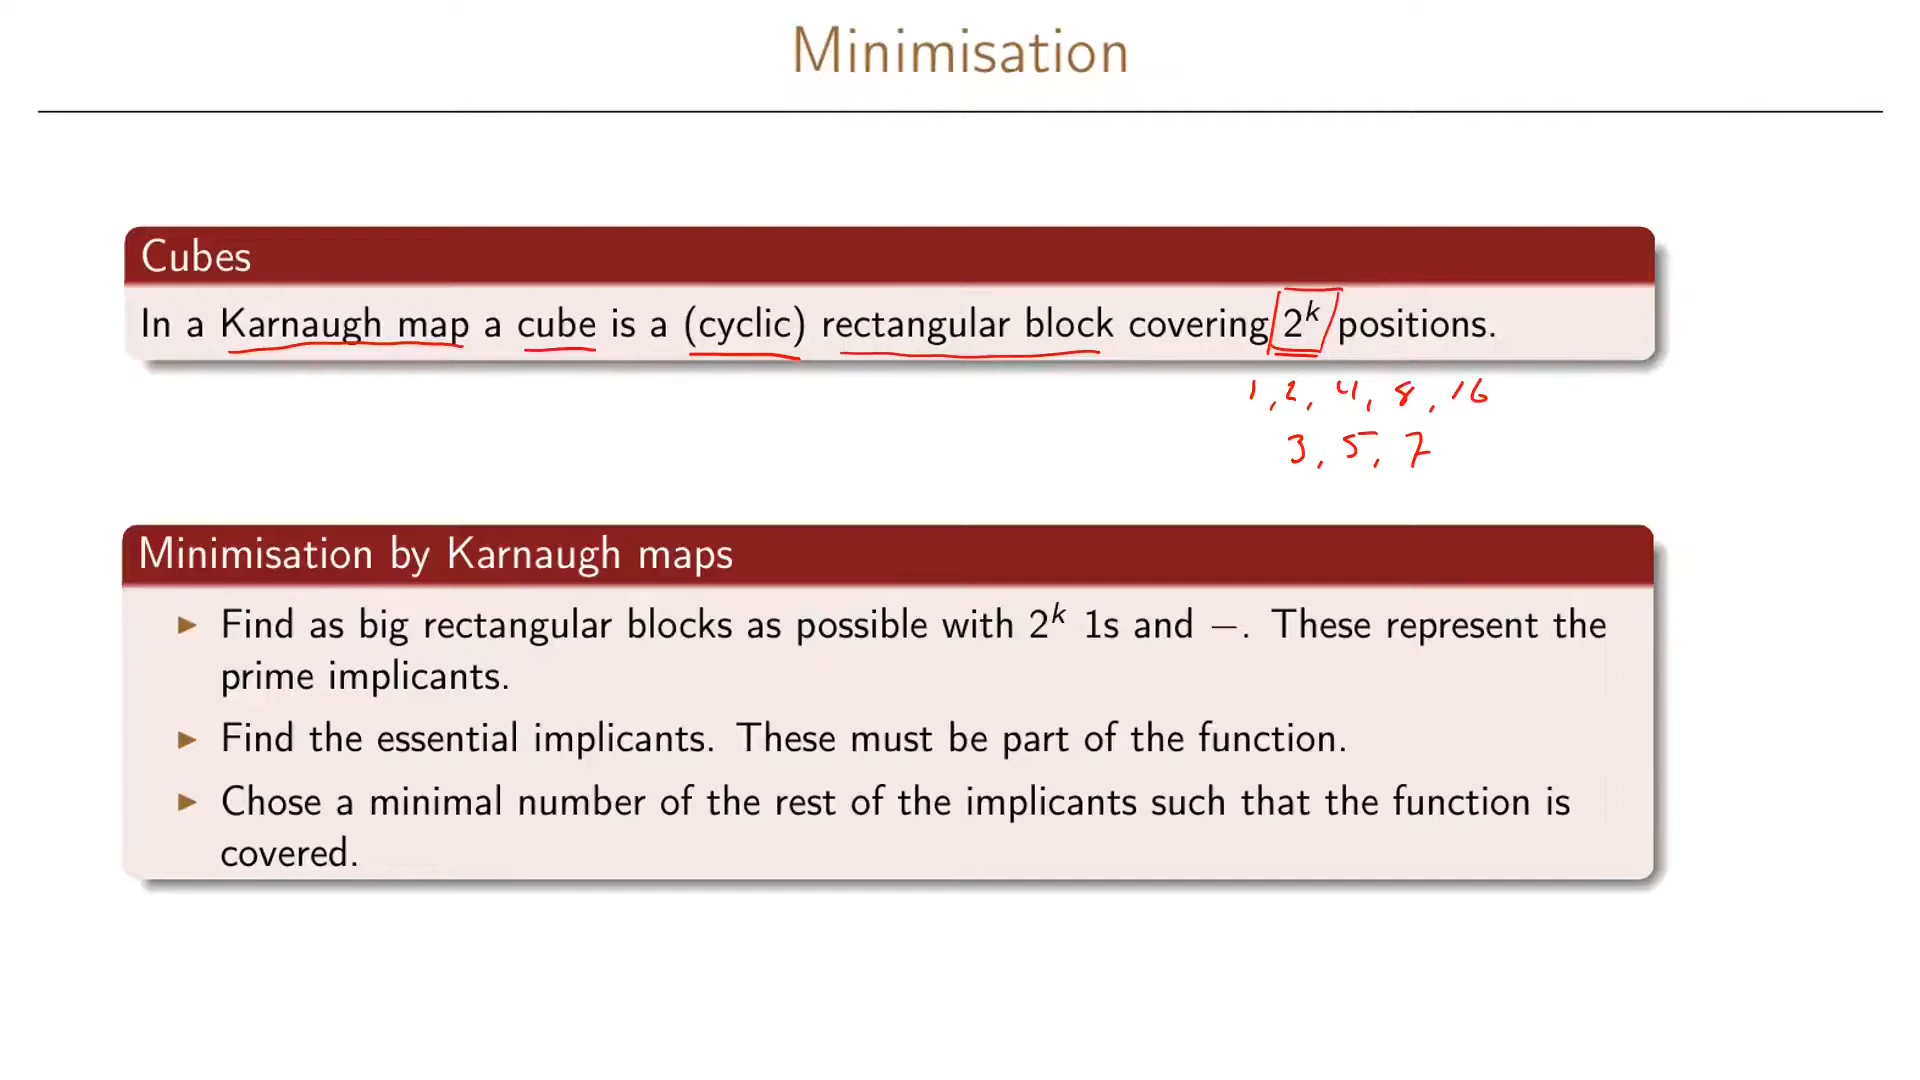 Minimisation
Cubes
In a Karnaugh map a cube is a (cyclic) rectangular block covering 2^k positions.
1, 2, 4, 8, 16
3, 5, 7
Minimisation by Karnaugh maps
▶ Find as big rectangular blocks as possible with 2^k 1s and −. These represent the
prime implicants.
▶ Find the essential implicants. These must be part of the function.
▶ Chose a minimal number of the rest of the implicants such that the function is
covered.